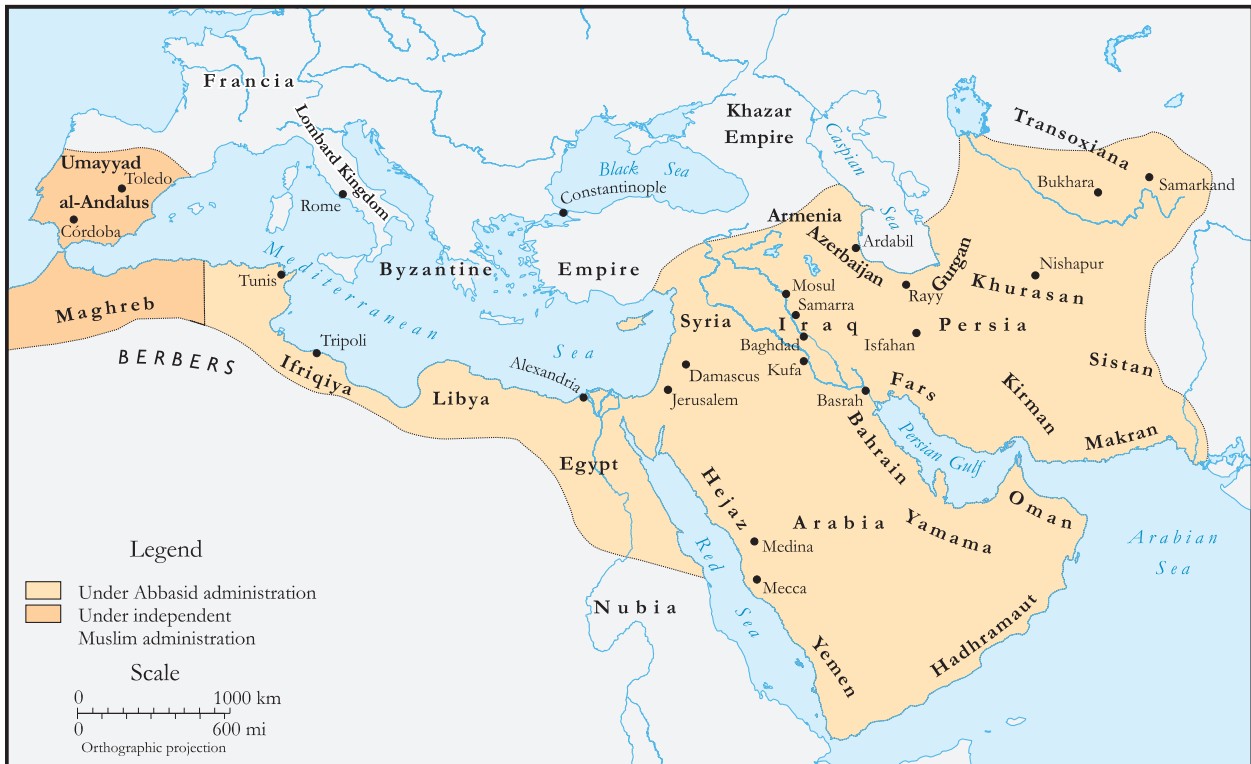 Francia
Lombard Kingdom
Khazar
Empire
Caspian
Sea
Transoxiana
Umayyad
Toledo
al-Andalus
Córdoba
Rome
Black Sea
Constantinople
Bukhara
Samarkand
Armenia
Azerbaijan
Ardabil
Gurgan
Mediterranean
Sea
Byzantine Empire
Tunis
Maghreb
BERBERS
Tripoli
Ifriqiya
Libya
Alexandria
Egypt
Syria
Damascus
Jerusalem
Mosul
Samarra
Iraq
Baghdad
Kufa
Basrah
Rayy
Nishapur
Khurasan
Persia
Isfahan
Sistan
Fars
Kirman
Makran
Persian Gulf
Bahrain
Hejaz
Arabia
Yamama
Oman
Medina
Mecca
Red
Sea
Nubia
Yemen
Hadhramaut
Arabian
Sea
Legend
Under Abbasid administration
Under independent
Muslim administration
Scale
0 1000 km
0 600 mi
Orthographic projection